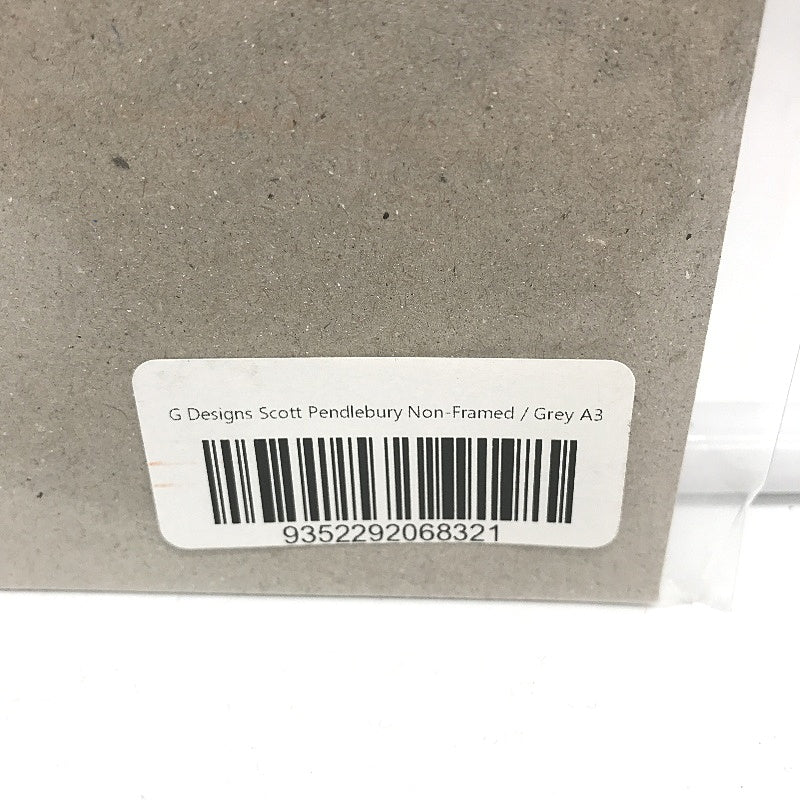 G Designs Scott Pendlebury Non-Framed / Grey A3
9352292068321